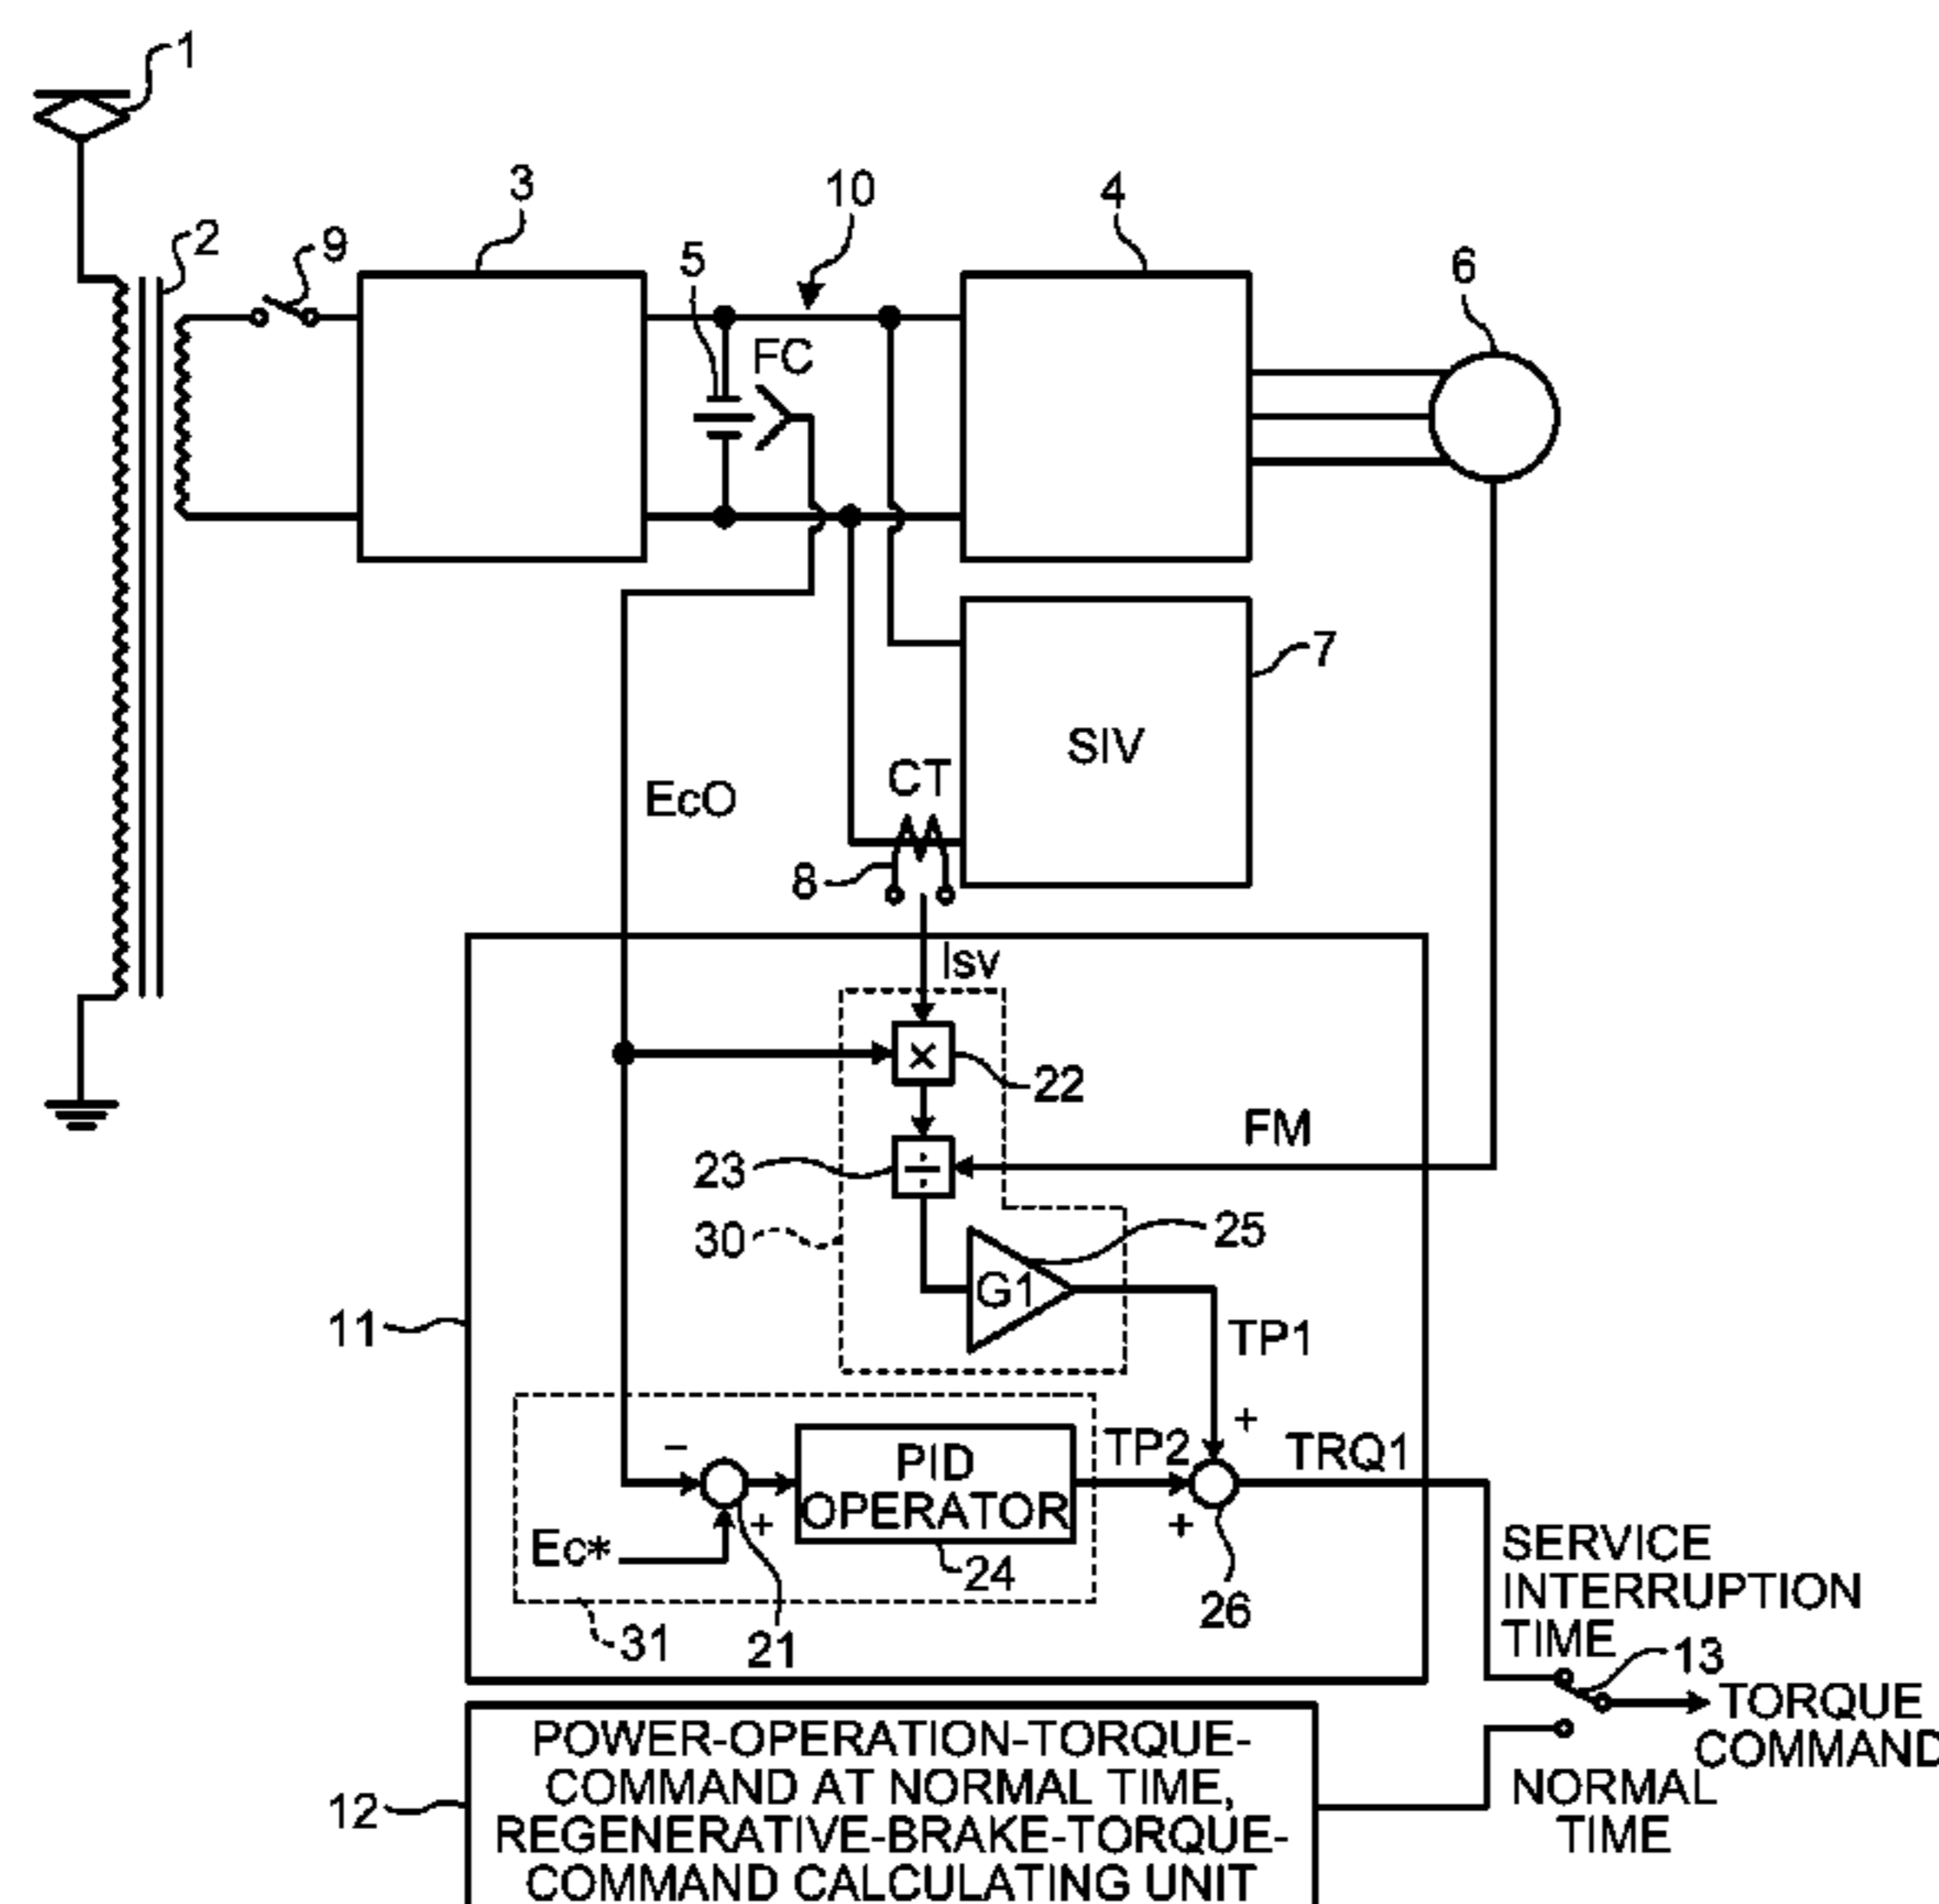 1
3
10
4
2
9
5
6
FC
7
SIV
CT
EcO
8
Isv
×
22
FM
23
÷
30
25
G1
11
TP1
+
−
PID
OPERATOR
TP2
TRQ1
+
+
Ec*
24
26
SERVICE
INTERRUPTION
TIME
31
21
13
TORQUE
COMMAND
POWER-OPERATION-TORQUE-
COMMAND AT NORMAL TIME,
REGENERATIVE-BRAKE-TORQUE-
COMMAND CALCULATING UNIT
12
NORMAL
TIME